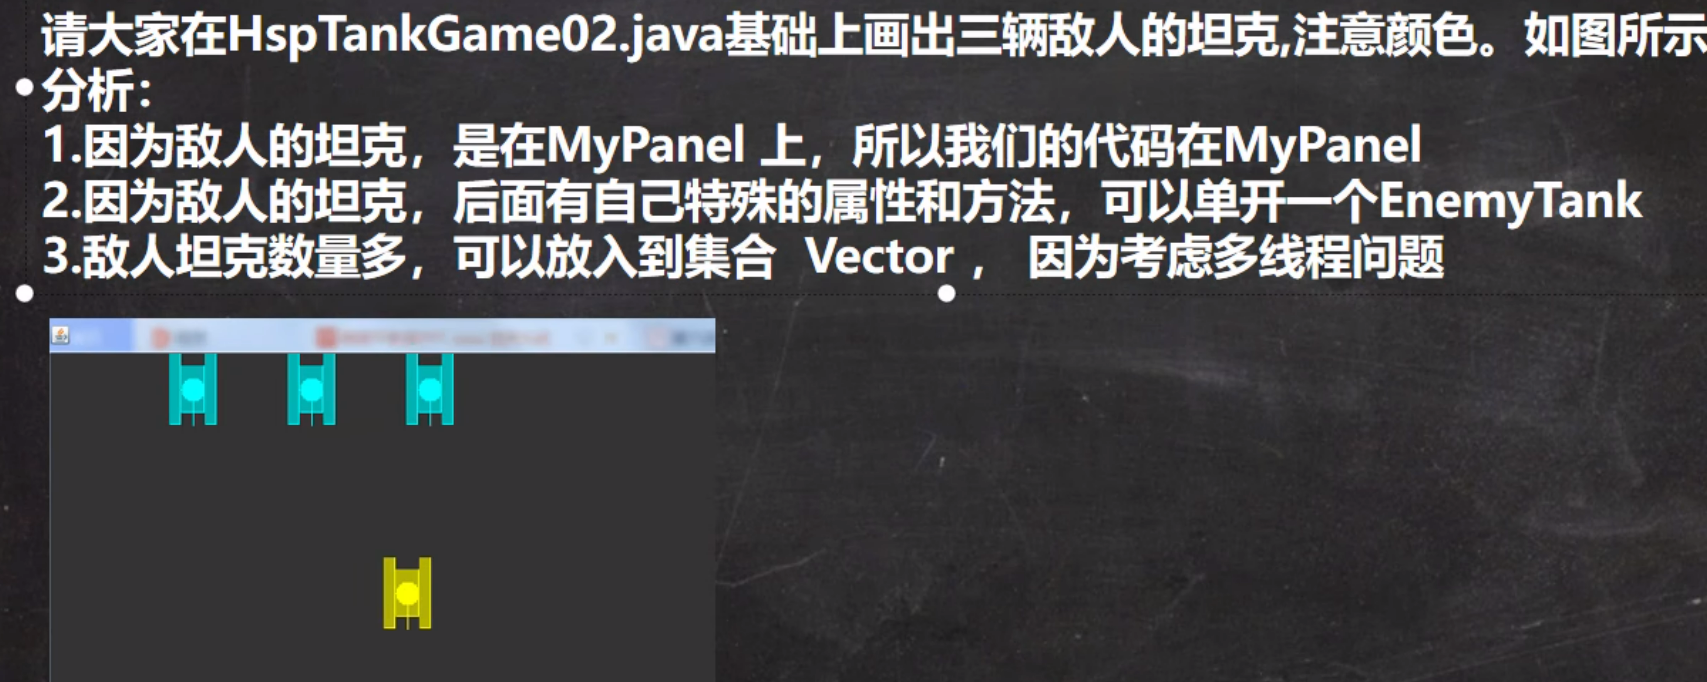 请大家在HspTankGame02.java基础上画出三辆敌人的坦克,注意颜色。如图所示
分析：
1.因为敌人的坦克，是在MyPanel 上，所以我们的代码在MyPanel
2.因为敌人的坦克，后面有自己特殊的属性和方法，可以单开一个EnemyTank
3.敌人坦克数量多，可以放入到集合 Vector ， 因为考虑多线程问题